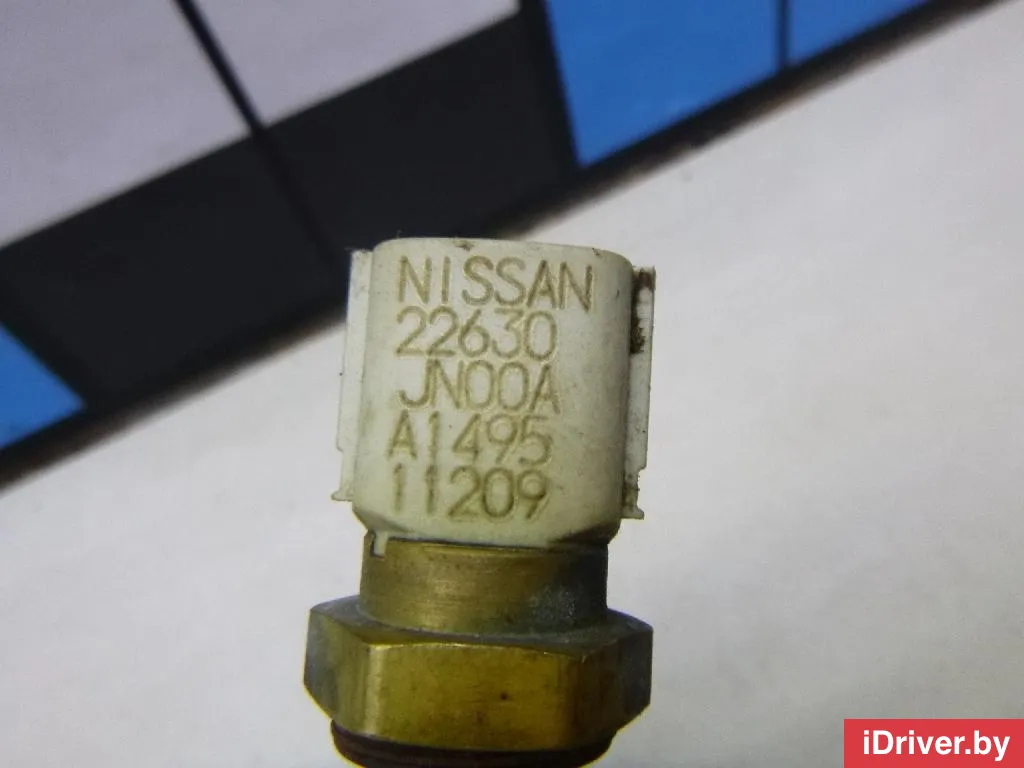 NISSAN
22630
JN00A
A1495
11209
iDriver.by